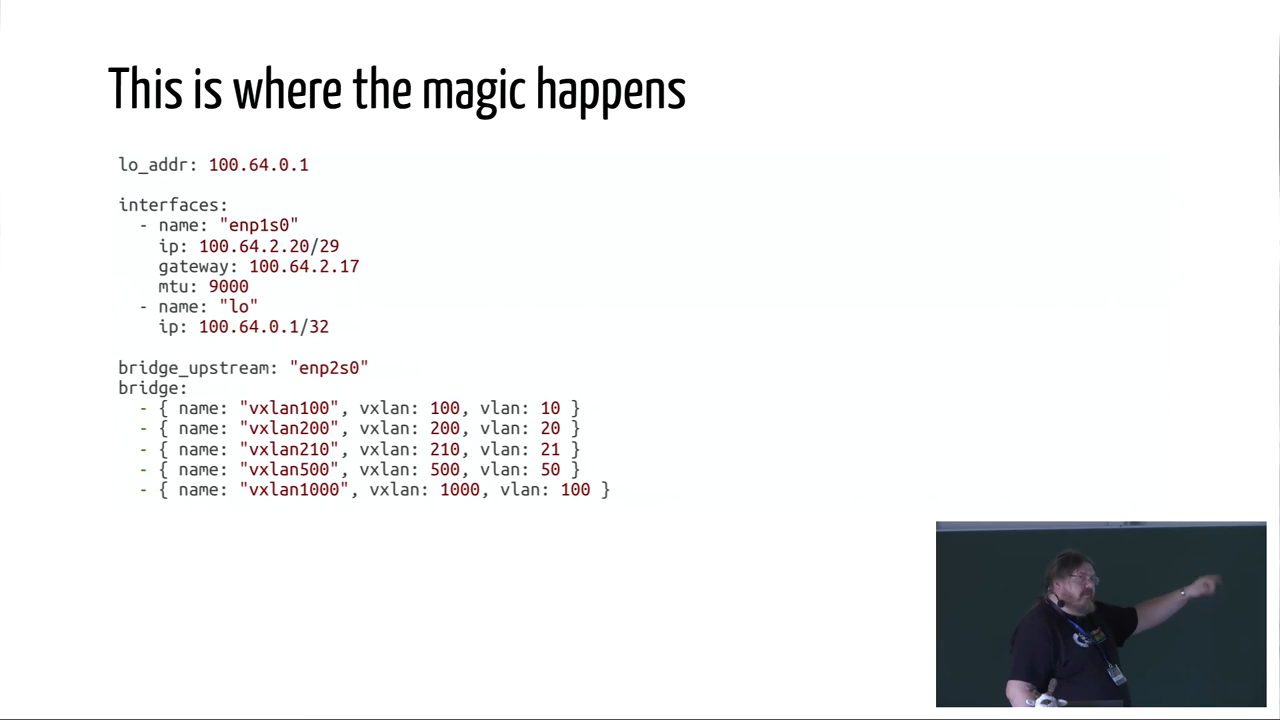 This is where the magic happens
lo_addr: 100.64.0.1
interfaces:
- name: "enp1s0"
ip: 100.64.2.20/29
gateway: 100.64.2.17
mtu: 9000
- name: "lo"
ip: 100.64.0.1/32
bridge_upstream: "enp2s0"
bridge:
- { name: "vxlan100", vxlan: 100, vlan: 10 }
- { name: "vxlan200", vxlan: 200, vlan: 20 }
- { name: "vxlan210", vxlan: 210, vlan: 21 }
- { name: "vxlan500", vxlan: 500, vlan: 50 }
- { name: "vxlan1000", vxlan: 1000, vlan: 100 }